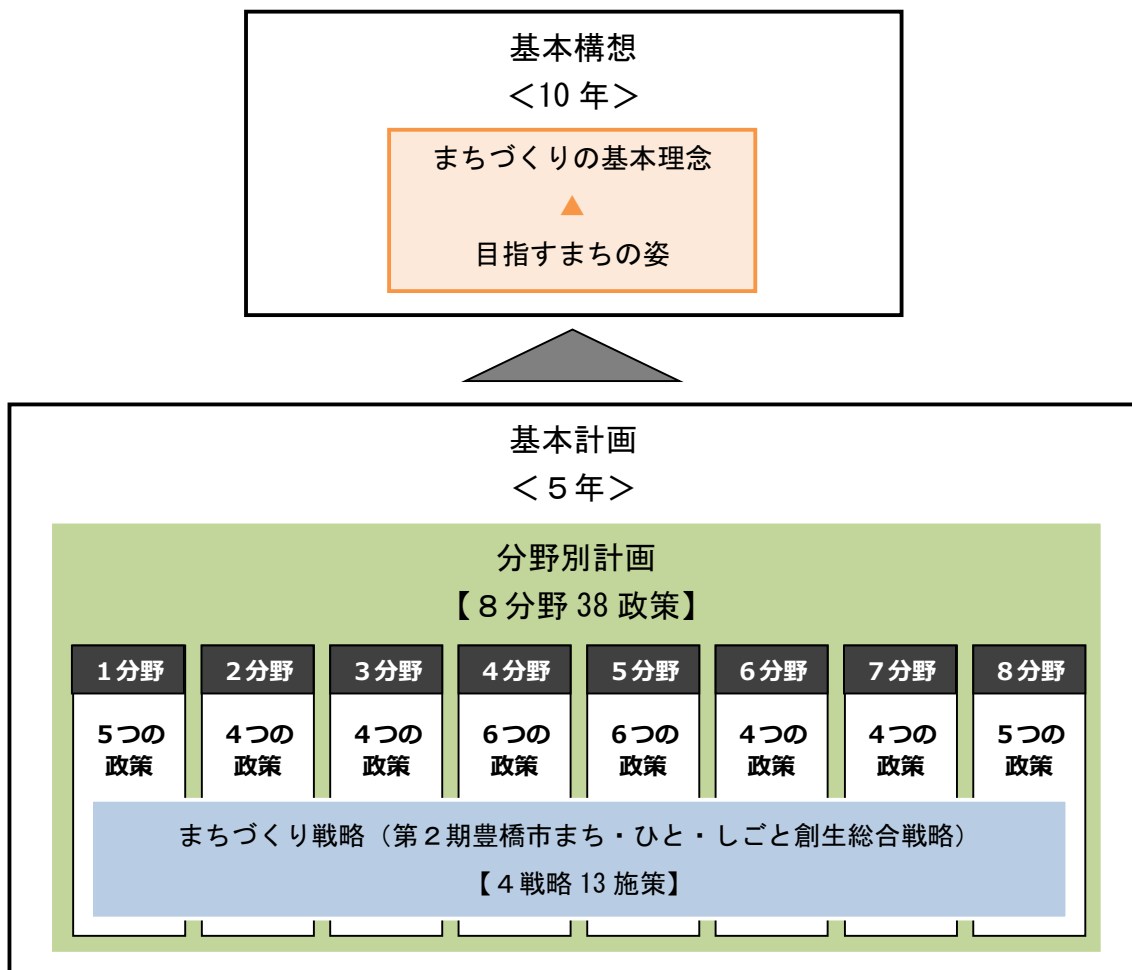 基本構想
＜10年＞
まちづくりの基本理念
▲
目指すまちの姿
基本計画
＜５年＞
分野別計画
【８分野38政策】
１分野
２分野
３分野
４分野
５分野
６分野
７分野
８分野
５つの
政策
４つの
政策
４つの
政策
６つの
政策
６つの
政策
４つの
政策
４つの
政策
５つの
政策
まちづくり戦略（第２期豊橋市まち・ひと・しごと創生総合戦略）
【４戦略13施策】